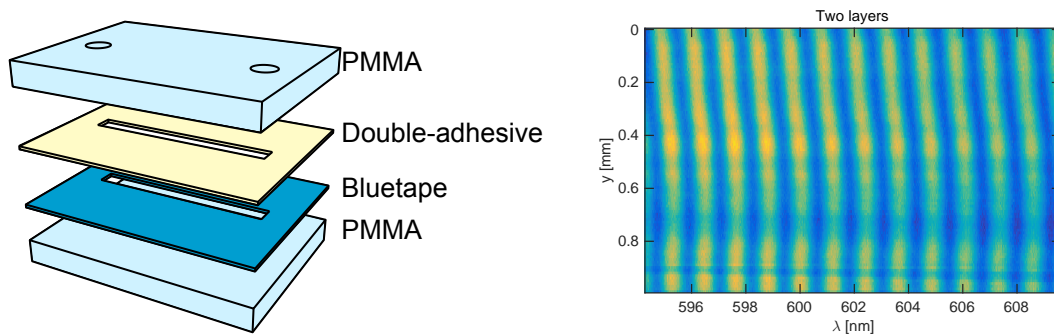 PMMA
Double-adhesive
Bluetape
PMMA
Two layers
0
0.2
0.4
0.6
0.8
y [mm]
596 598 600 602 604 606 608
λ [nm]